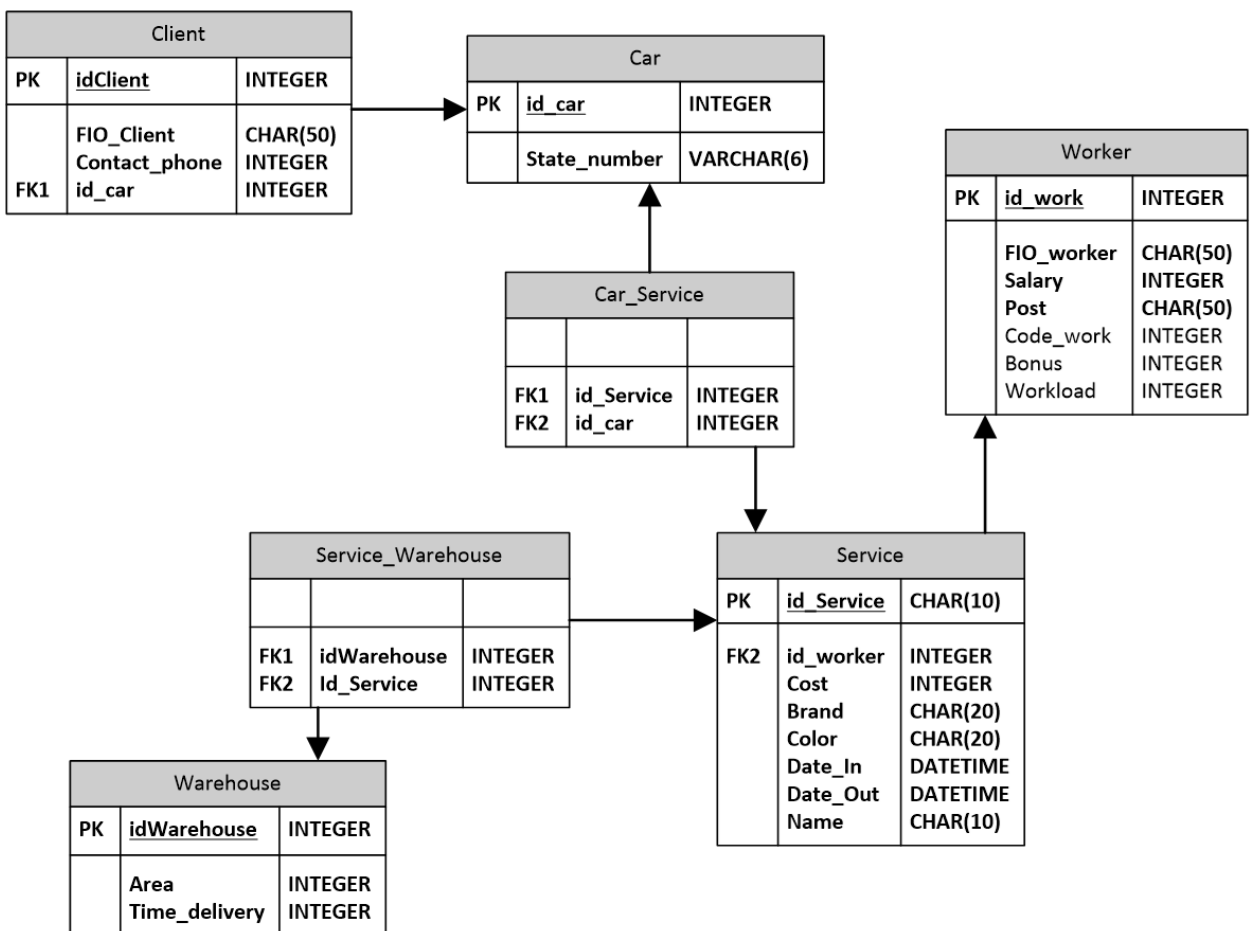 Client
PK idClient INTEGER
FIO_Client CHAR(50)
Contact_phone INTEGER
FK1 id_car INTEGER
Car
PK id_car INTEGER
State_number VARCHAR(6)
Worker
PK id_work INTEGER
FIO_worker CHAR(50)
Salary INTEGER
Post CHAR(50)
Code_work INTEGER
Bonus INTEGER
Workload INTEGER
Car_Service
FK1 id_Service INTEGER
FK2 id_car INTEGER
Service_Warehouse
FK1 idWarehouse INTEGER
FK2 Id_Service INTEGER
Service
PK id_Service CHAR(10)
FK2 id_worker INTEGER
Cost INTEGER
Brand CHAR(20)
Color CHAR(20)
Date_In DATETIME
Date_Out DATETIME
Name CHAR(10)
Warehouse
PK idWarehouse INTEGER
Area INTEGER
Time_delivery INTEGER